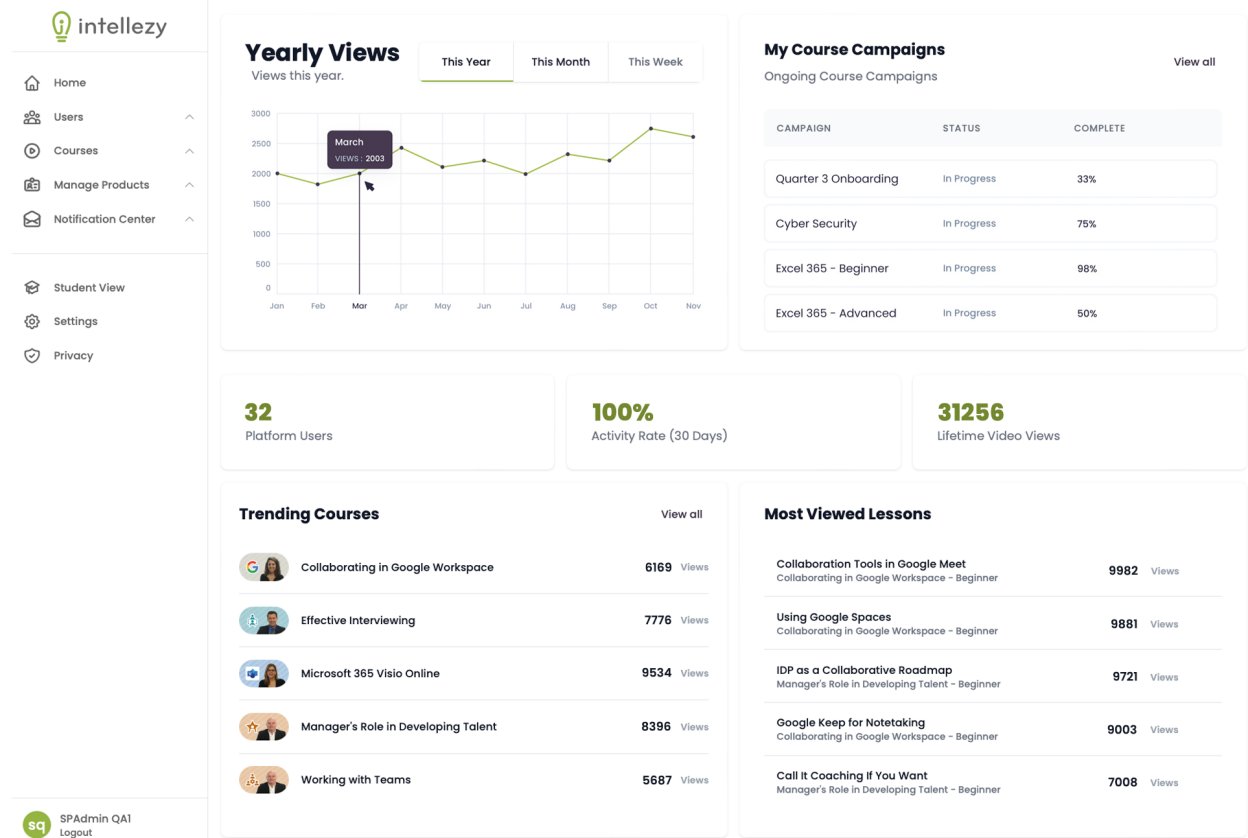 intellezy
Home
Users
Courses
Manage Products
Notification Center
Student View
Settings
Privacy
sq
SPAdmin QA1
Logout
Yearly Views
Views this year.
This Year
This Month
This Week
3000
2500
2000
1500
1000
500
0
March
VIEWS : 2003
Jan Feb Mar Apr May Jun Jul Aug Sep Oct Nov
My Course Campaigns
Ongoing Course Campaigns
View all
CAMPAIGN STATUS COMPLETE
Quarter 3 Onboarding In Progress 33%
Cyber Security In Progress 75%
Excel 365 - Beginner In Progress 98%
Excel 365 - Advanced In Progress 50%
32
Platform Users
100%
Activity Rate (30 Days)
31256
Lifetime Video Views
Trending Courses
View all
Collaborating in Google Workspace 6169 Views
Effective Interviewing 7776 Views
Microsoft 365 Visio Online 9534 Views
Manager's Role in Developing Talent 8396 Views
Working with Teams 5687 Views
Most Viewed Lessons
Collaboration Tools in Google Meet
Collaborating in Google Workspace - Beginner
9982 Views
Using Google Spaces
Collaborating in Google Workspace - Beginner
9881 Views
IDP as a Collaborative Roadmap
Manager's Role in Developing Talent - Beginner
9721 Views
Google Keep for Notetaking
Collaborating in Google Workspace - Beginner
9003 Views
Call It Coaching If You Want
Manager's Role in Developing Talent - Beginner
7008 Views